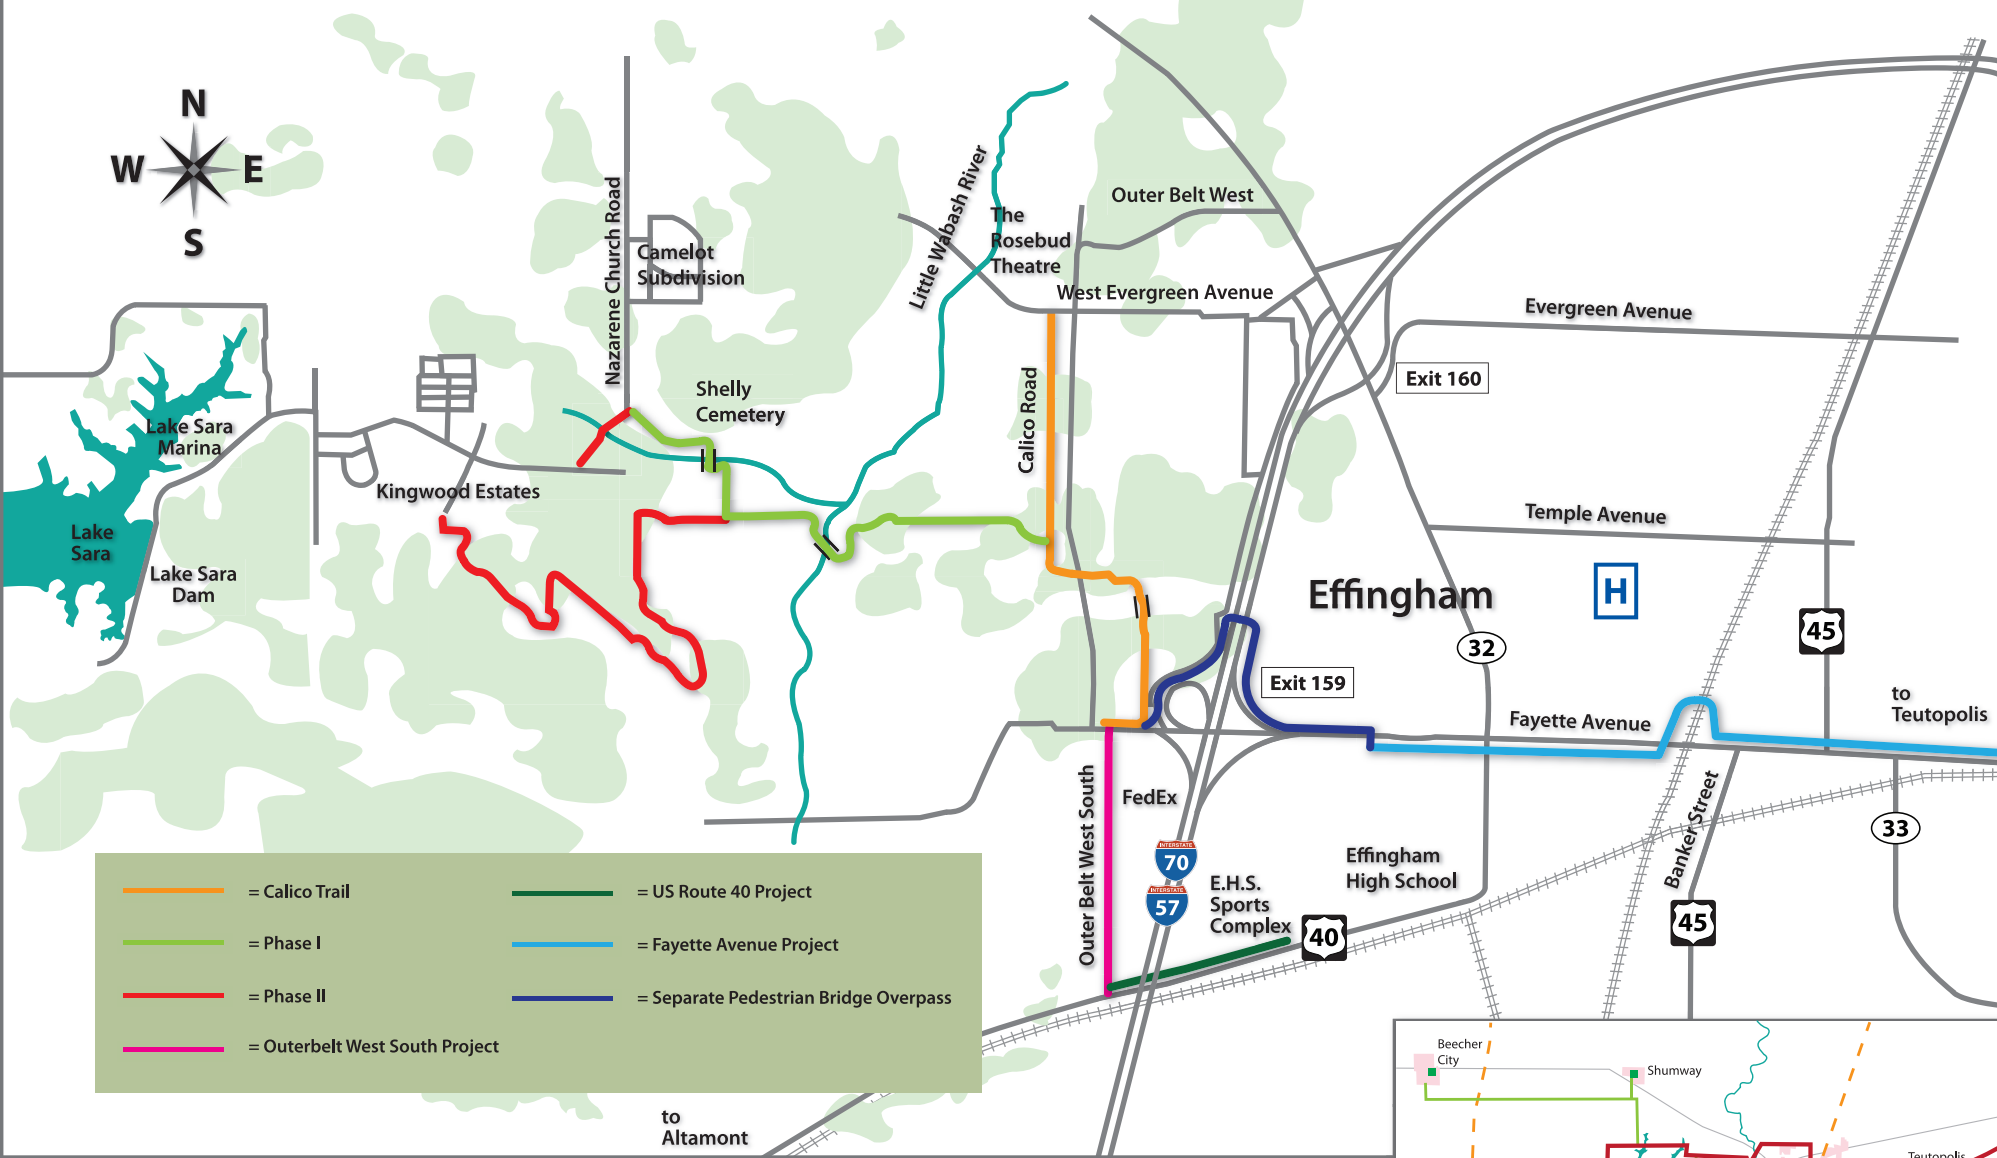 N
W
E
S
Nazarene Church Road
Camelot
Subdivision
Little Wabash River
The
Rosebud
Theatre
Outer Belt West
West Evergreen Avenue
Evergreen Avenue
Exit 160
Shelly
Cemetery
Calico Road
Lake Sara
Marina
Kingwood Estates
Lake
Sara
Lake Sara
Dam
Temple Avenue
Effingham
H
45
32
Exit 159
Fayette Avenue
to
Teutopolis
Outer Belt West South
FedEx
Banker Street
33
INTERSTATE
70
INTERSTATE
57
E.H.S.
Sports
Complex
Effingham
High School
40
45
= Calico Trail
= Phase I
= Phase II
= Outerbelt West South Project
= US Route 40 Project
= Fayette Avenue Project
= Separate Pedestrian Bridge Overpass
to
Altamont
Beecher
City
Shumway
Teutopolis